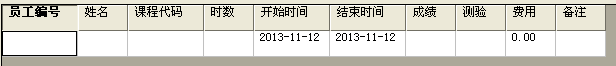 员工编号 姓名 课程代码 时数 开始时间 结束时间 成绩 测验 费用 备注
2013-11-12 2013-11-12 0.00